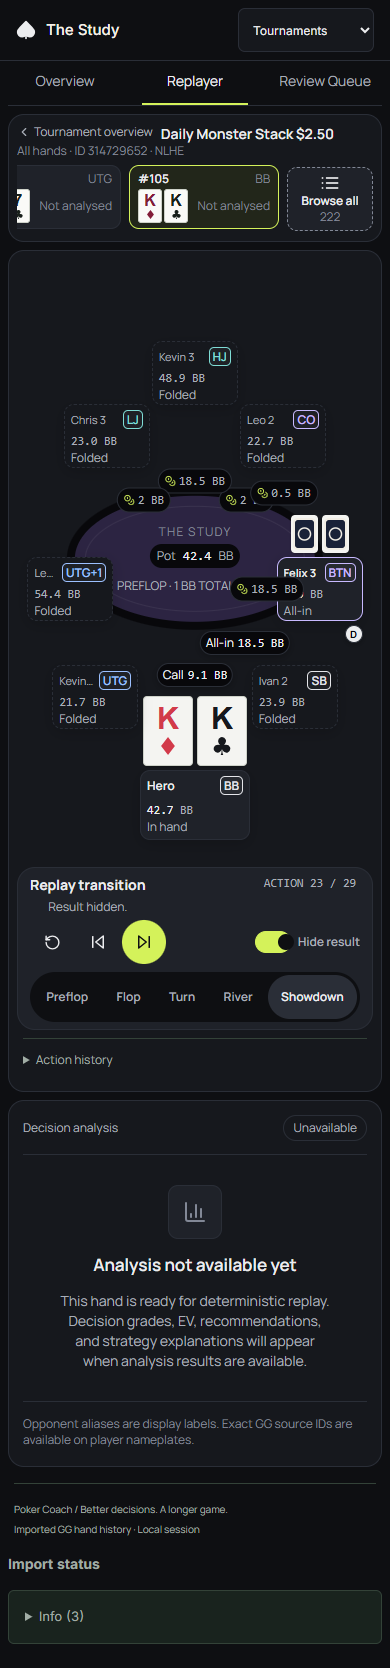 The Study
Tournaments
Overview
Replayer
Review Queue
Tournament overview
Daily Monster Stack $2.50
All hands · ID 314729652 · NLHE
UTG
Not analysed
#105
BB
K K
Not analysed
Browse all
222
Kevin 3
HJ
48.9 BB
Folded
Chris 3
LJ
23.0 BB
Folded
Leo 2
CO
22.7 BB
Folded
18.5 BB
2 BB
2
0.5 BB
THE STUDY
Pot 42.4 BB
PREFLOP · 1 BB TOTAL
Le...
UTG+1
54.4 BB
Folded
Felix 3
BTN
BB
All-in
18.5 BB
D
All-in 18.5 BB
Call 9.1 BB
Kevin...
UTG
21.7 BB
Folded
Ivan 2
SB
23.9 BB
Folded
K K
Hero
BB
42.7 BB
In hand
Replay transition
ACTION 23 / 29
Result hidden.
Hide result
Preflop
Flop
Turn
River
Showdown
Action history
Decision analysis
Unavailable
Analysis not available yet
This hand is ready for deterministic replay.
Decision grades, EV, recommendations,
and strategy explanations will appear
when analysis results are available.
Opponent aliases are display labels. Exact GG source IDs are
available on player nameplates.
Poker Coach / Better decisions. A longer game.
Imported GG hand history · Local session
Import status
Info (3)